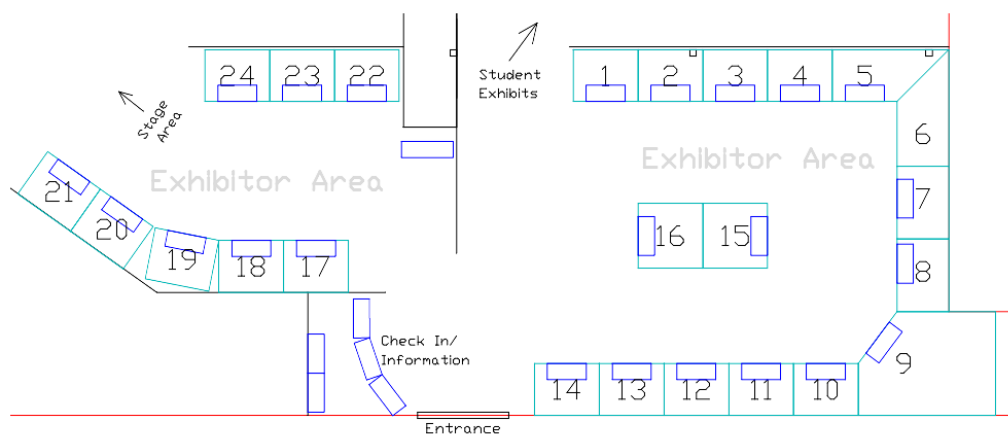 24 23 22
Student
Exhibits
1 2 3 4 5
Stage
Area
6
Exhibitor Area
Exhibitor Area
21
7
20
16 15
19 18 17
8
Check In/
Information
9
14 13 12 11 10
Entrance